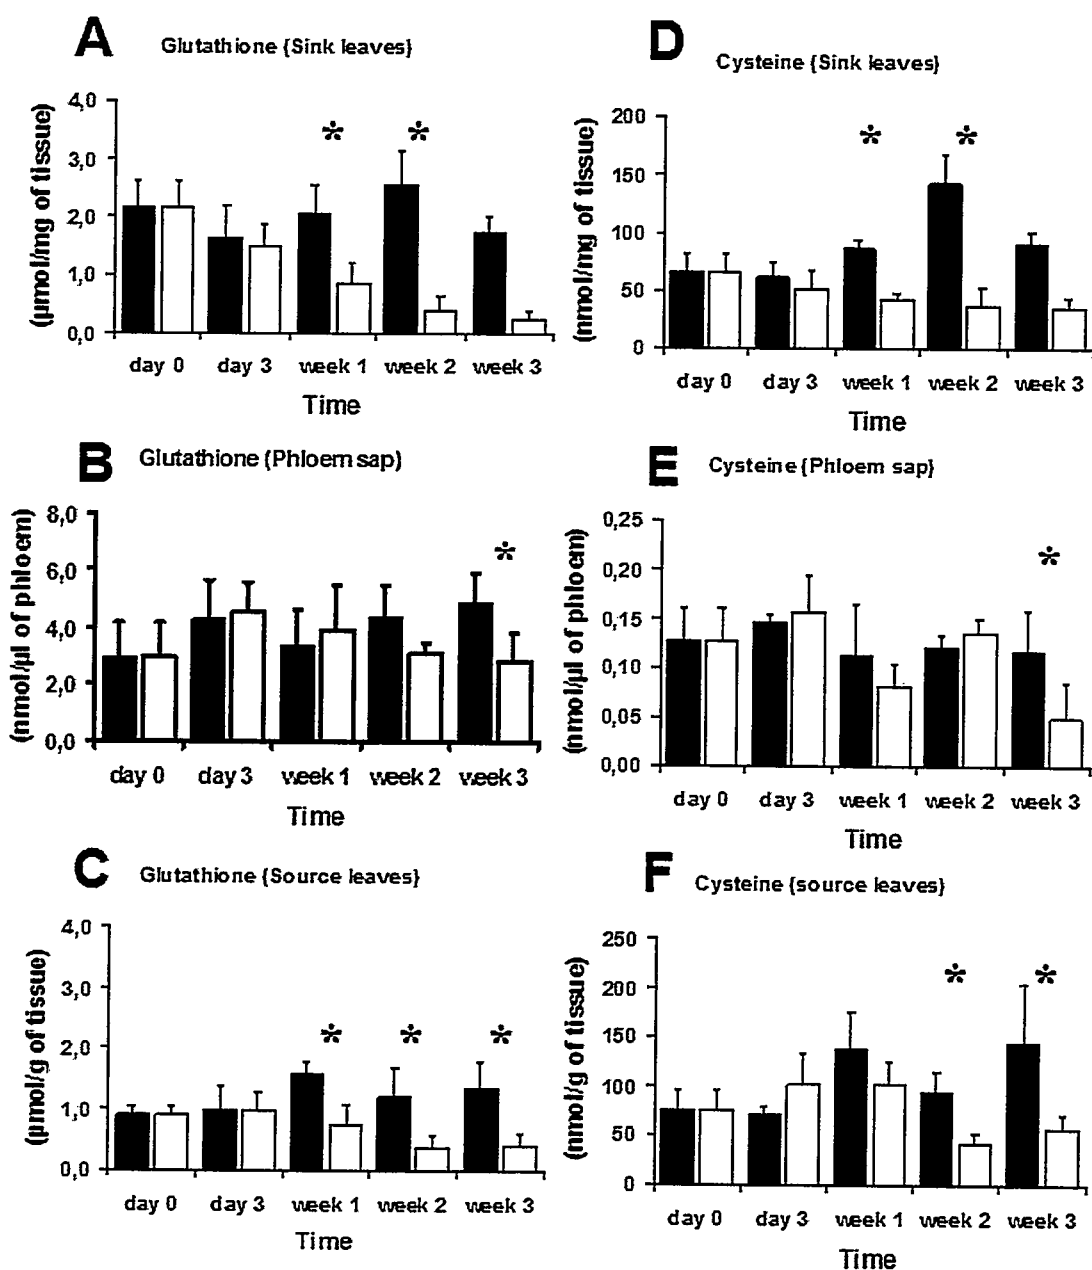 A Glutathione (Sink leaves)
(µmol/mg of tissue)
4,0
3,0
2,0
1,0
0,0
* *
day 0 day 3 week 1 week 2 week 3
Time
D Cysteine (Sink leaves)
(nmol/mg of tissue)
200
150
100
50
0
* *
day 0 day 3 week 1 week 2 week 3
Time
B Glutathione (Phloem sap)
(nmol/µl of phloem)
8,0
6,0
4,0
2,0
0,0
*
day 0 day 3 week 1 week 2 week 3
Time
E Cysteine (Phloem sap)
(nmol/µl of phloem)
0,25
0,20
0,15
0,10
0,05
0,00
*
day 0 day 3 week 1 week 2 week 3
Time
C Glutathione (Source leaves)
(µmol/g of tissue)
4,0
3,0
2,0
1,0
0,0
* * *
day 0 day 3 week 1 week 2 week 3
Time
F Cysteine (source leaves)
(nmol/g of tissue)
250
200
150
100
50
0
* *
day 0 day 3 week 1 week 2 week 3
Time